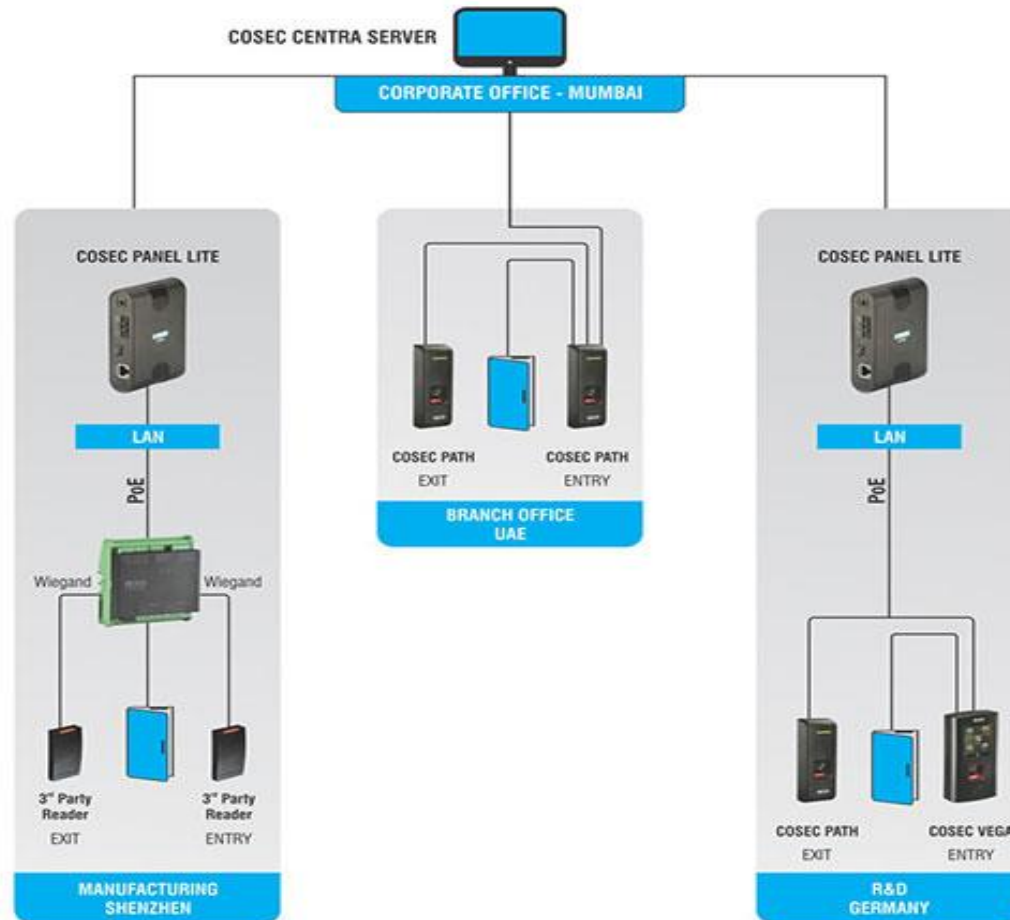 COSEC CENTRA SERVER
CORPORATE OFFICE - MUMBAI
COSEC PANEL LITE
LAN
PoE
Wiegand
Wiegand
3rd Party
Reader
EXIT
3rd Party
Reader
ENTRY
MANUFACTURING
SHENZHEN
COSEC PATH
EXIT
COSEC PATH
ENTRY
BRANCH OFFICE
UAE
COSEC PANEL LITE
LAN
PoE
COSEC PATH
EXIT
COSEC VEGA
ENTRY
R&D
GERMANY